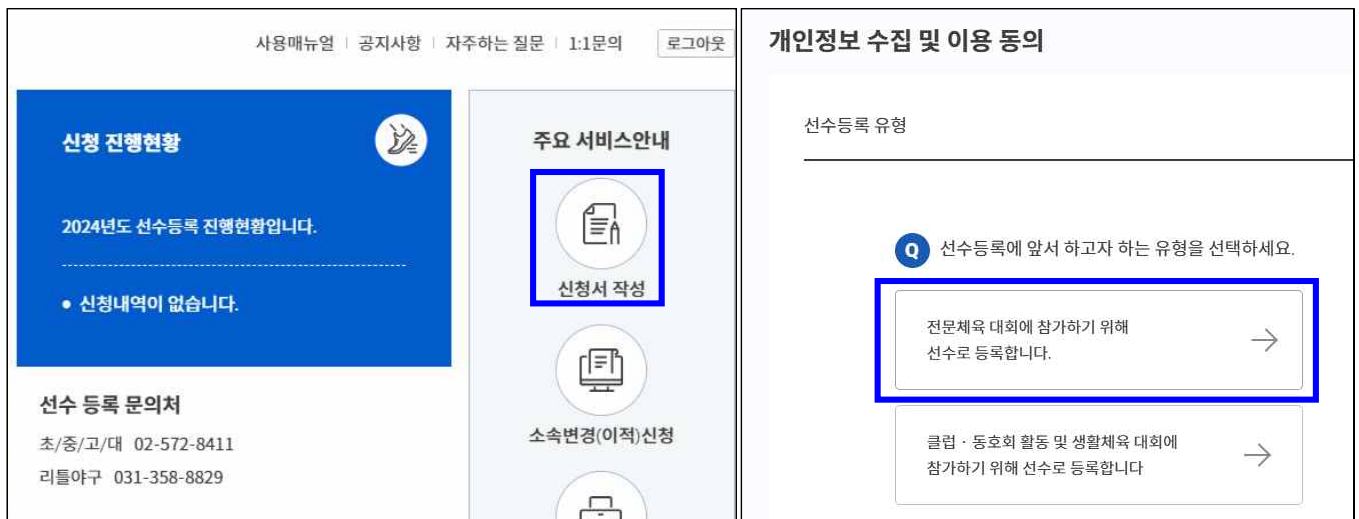 사용매뉴얼 | 공지사항 | 자주하는 질문 | 1:1문의 로그아웃
신청 진행현황
2024년도 선수등록 진행현황입니다.
• 신청내역이 없습니다.
선수 등록 문의처
초/중/고/대 02-572-8411
리틀야구 031-358-8829
주요 서비스안내
신청서 작성
소속변경(이적)신청
개인정보 수집 및 이용 동의
선수등록 유형
Q 선수등록에 앞서 하고자 하는 유형을 선택하세요.
전문체육 대회에 참가하기 위해
선수로 등록합니다.
클럽 · 동호회 활동 및 생활체육 대회에
참가하기 위해 선수로 등록합니다